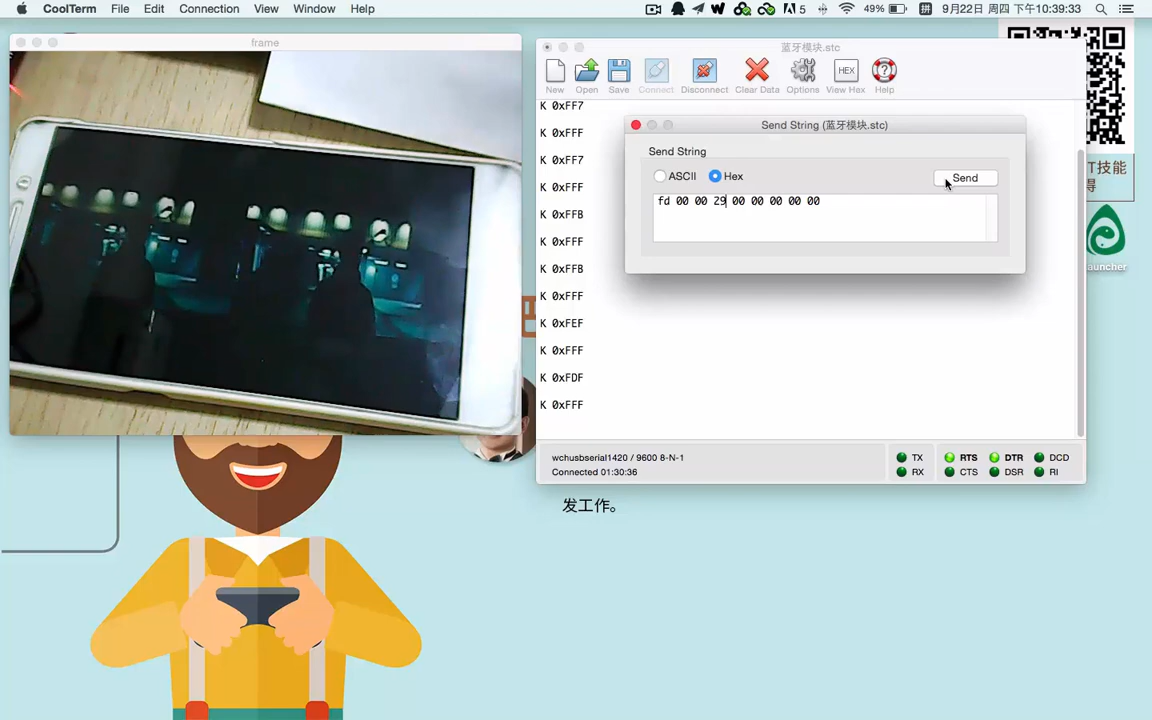 CoolTerm File Edit Connection View Window Help
5 49% 拼 9月22日 周四 下午10:39:33
frame
蓝牙模块.stc
HEX
New Open Save Connect Disconnect Clear Data Options View Hex Help
K 0xFF7
K 0xFFF
K 0xFF7
K 0xFFF
K 0xFFB
K 0xFFF
K 0xFFB
K 0xFFF
K 0xFEF
K 0xFFF
K 0xFDF
K 0xFFF
Send String (蓝牙模块.stc)
Send String
ASCII Hex
Send
fd 00 00 29 00 00 00 00 00
wchusbserial1420 / 9600 8-N-1
Connected 01:30:36
TX RTS DTR DCD
RX CTS DSR RI
T技能
得
auncher
发工作。